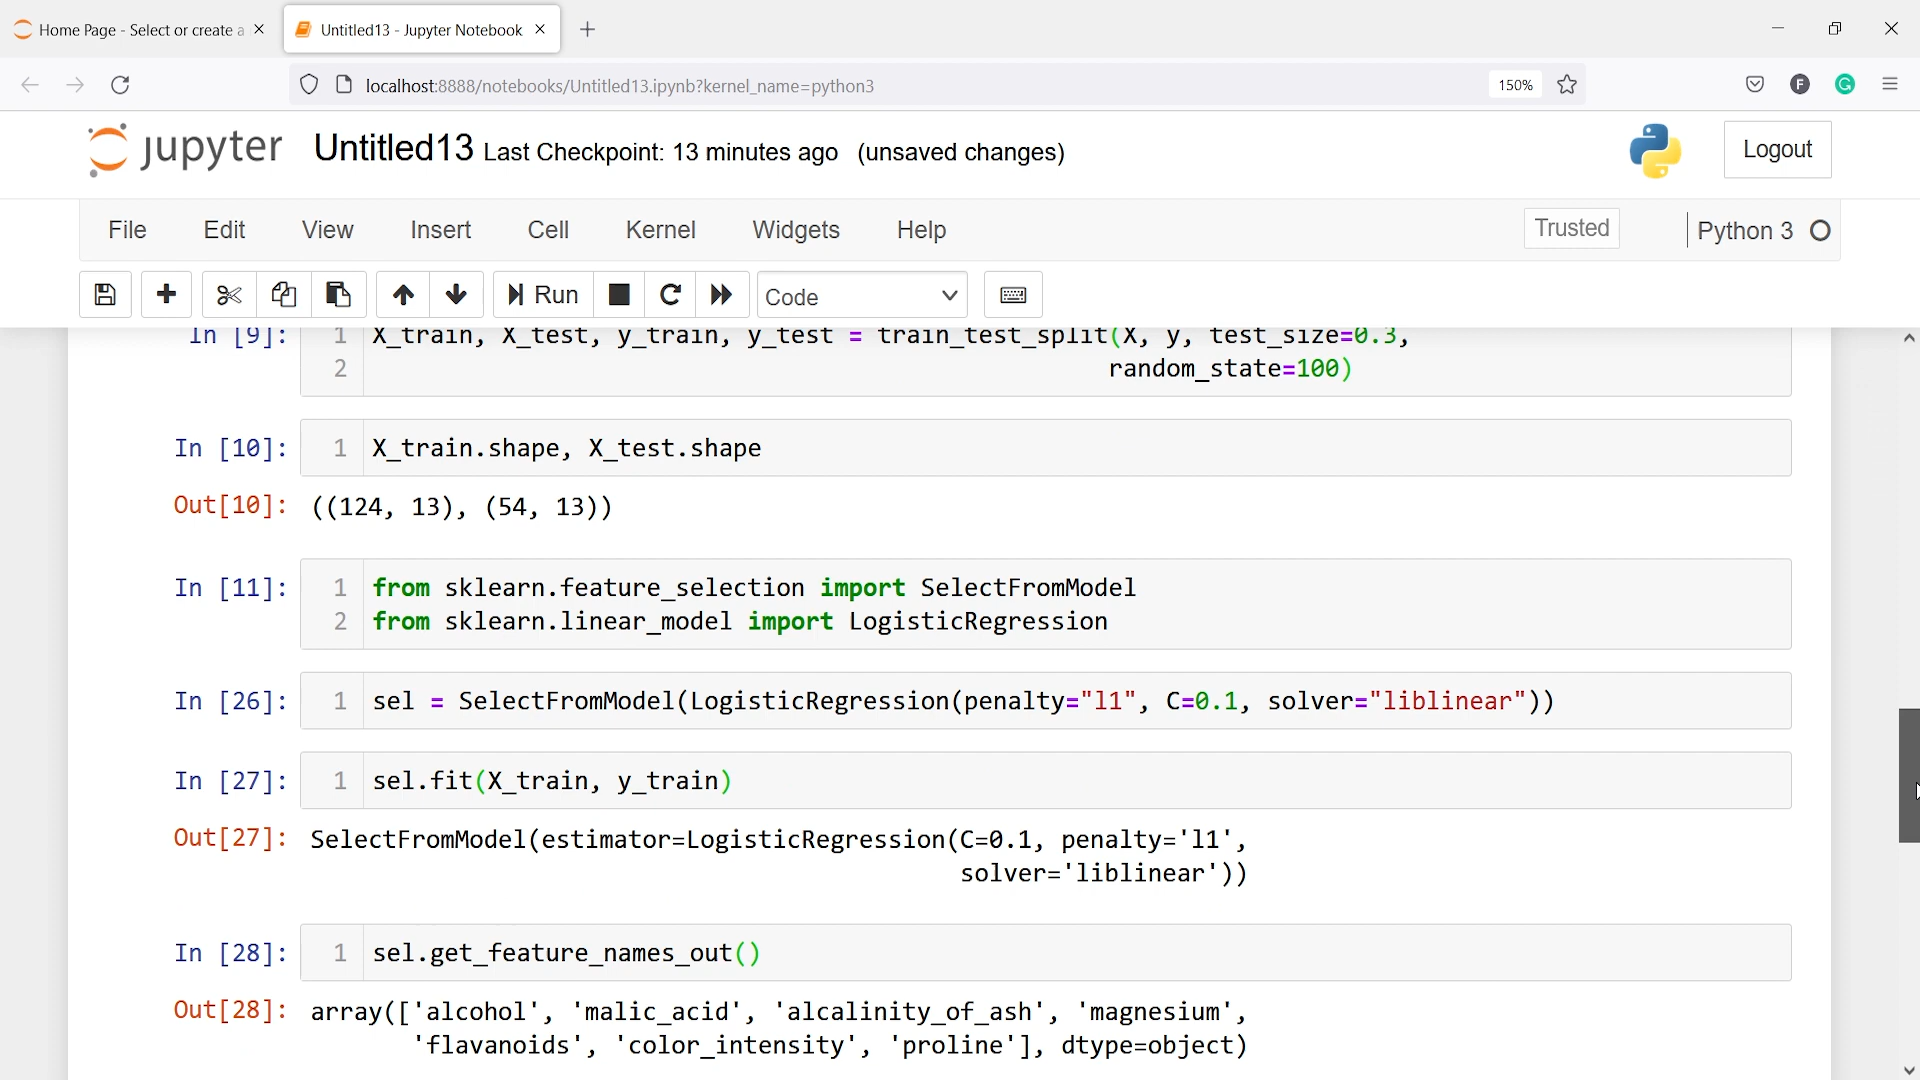 Home Page - Select or create a
Untitled13 - Jupyter Notebook
localhost:8888/notebooks/Untitled13.ipynb?kernel_name=python3
150%
F
G
jupyter Untitled13 Last Checkpoint: 13 minutes ago (unsaved changes)
Logout
File Edit View Insert Cell Kernel Widgets Help
Trusted
Python 3
Run
Code
In [9]: 1 X_train, X_test, y_train, y_test = train_test_split(X, y, test_size=0.3,
2 random_state=100)
In [10]: 1 X_train.shape, X_test.shape
Out[10]: ((124, 13), (54, 13))
In [11]: 1 from sklearn.feature_selection import SelectFromModel
2 from sklearn.linear_model import LogisticRegression
In [26]: 1 sel = SelectFromModel(LogisticRegression(penalty="l1", C=0.1, solver="liblinear"))
In [27]: 1 sel.fit(X_train, y_train)
Out[27]: SelectFromModel(estimator=LogisticRegression(C=0.1, penalty='l1',
solver='liblinear'))
In [28]: 1 sel.get_feature_names_out()
Out[28]: array(['alcohol', 'malic_acid', 'alcalinity_of_ash', 'magnesium',
'flavanoids', 'color_intensity', 'proline'], dtype=object)